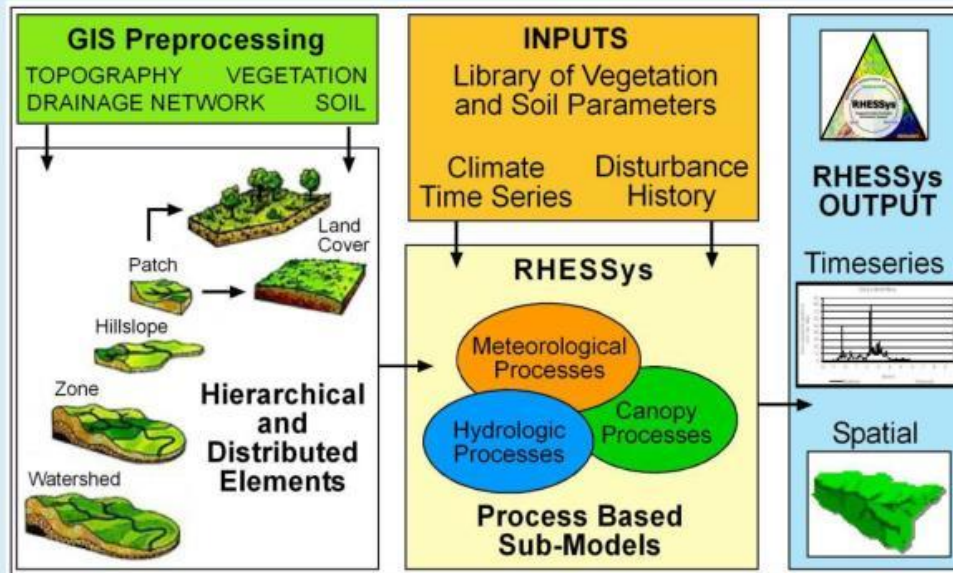 GIS Preprocessing
TOPOGRAPHY VEGETATION
DRAINAGE NETWORK SOIL
Land
Cover
Patch
Hillslope
Zone
Watershed
Hierarchical
and
Distributed
Elements
INPUTS
Library of Vegetation
and Soil Parameters
Climate
Time Series
Disturbance
History
RHESSys
Meteorological
Processes
Hydrologic
Processes
Canopy
Processes
Process Based
Sub-Models
RHESSys
RHESSys
OUTPUT
Timeseries
Spatial